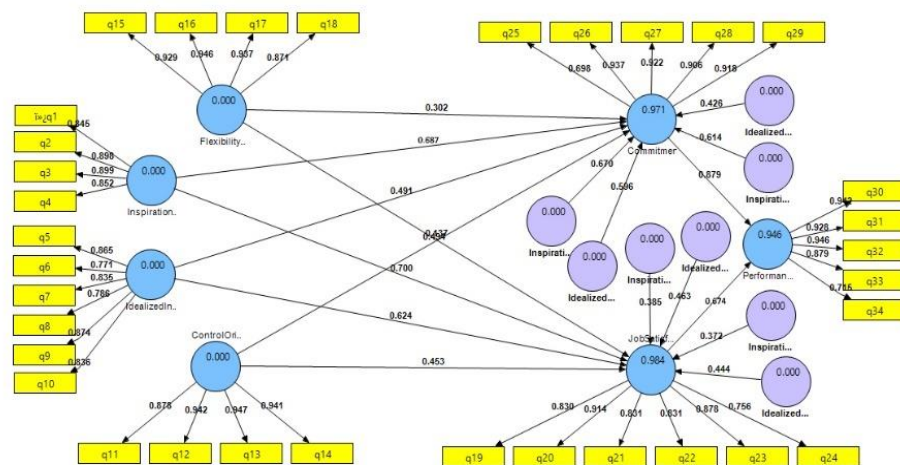 q15
q16
q17
q18
q25
q26
q27
q28
q29
0.929
0.946
0.937
0.871
0.698
0.937
0.922
0.906
0.918
0.000
Flexibility..
0.302
0.971
Commitmer
0.426
0.000
Idealized...
ï»¿q1
q2
q3
q4
0.845
0.898
0.899
0.852
0.000
Inspiration..
0.687
0.614
0.000
Inspirati...
0.670
0.596
0.879
0.491
0.700
0.000
Inspirati...
0.000
Idealized...
0.000
Inspirati...
0.000
Idealized...
0.385
0.463
q5
q6
q7
q8
q9
q10
0.865
0.771
0.835
0.786
0.874
0.836
0.000
IdealizedIn..
0.624
0.946
Performan...
q30
q31
q32
q33
q34
0.928
0.946
0.879
0.674
0.372
0.000
Inspirati...
0.444
0.000
Idealized...
ControlOri..
0.000
0.453
JobSatisf..
0.984
0.878
0.942
0.947
0.941
q11
q12
q13
q14
0.830
0.914
0.831
0.831
0.878
0.756
q19
q20
q21
q22
q23
q24